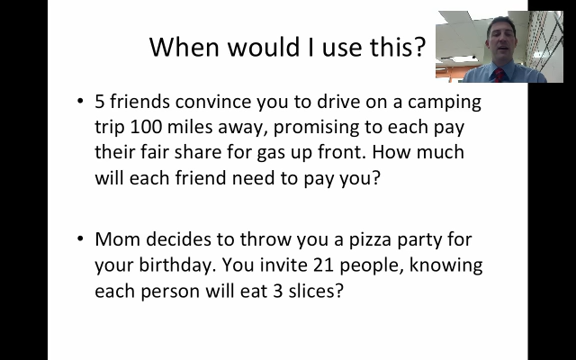 When would I use this?
• 5 friends convince you to drive on a camping
trip 100 miles away, promising to each pay
their fair share for gas up front. How much
will each friend need to pay you?
• Mom decides to throw you a pizza party for
your birthday. You invite 21 people, knowing
each person will eat 3 slices?